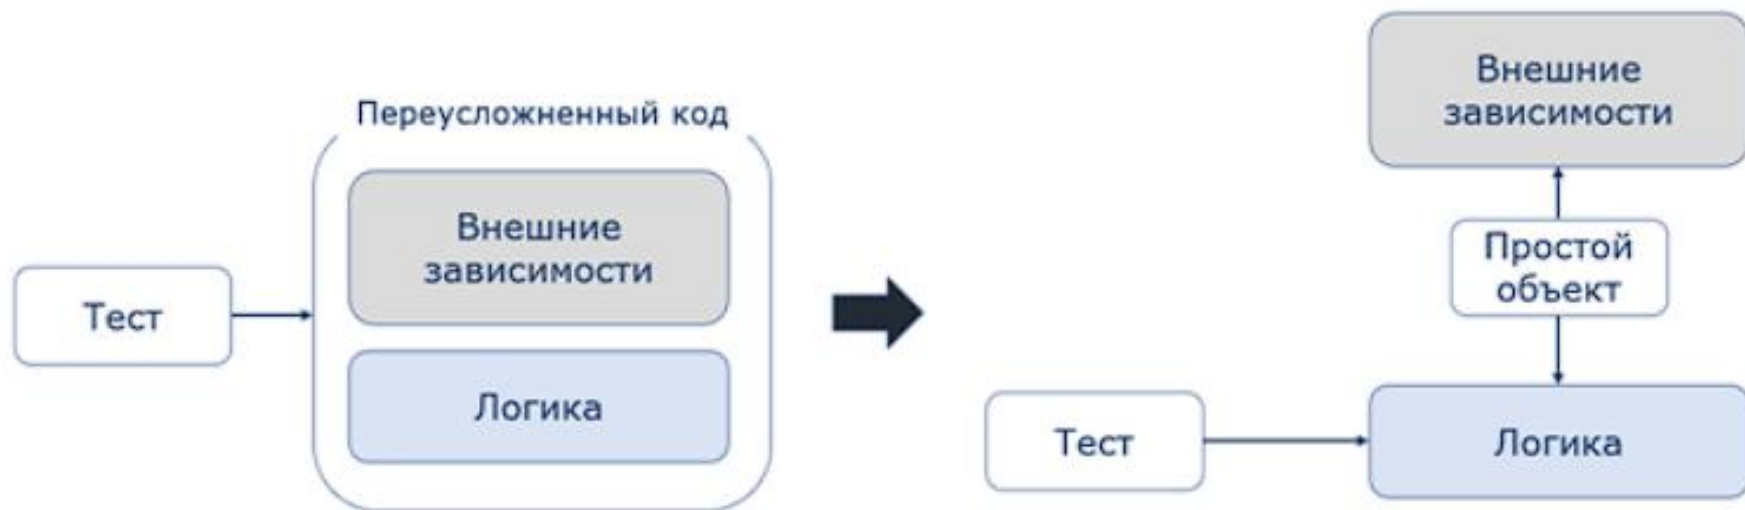 Переусложненный код
Внешние
зависимости
Тест
Логика
Внешние
зависимости
Простой
объект
Тест
Логика